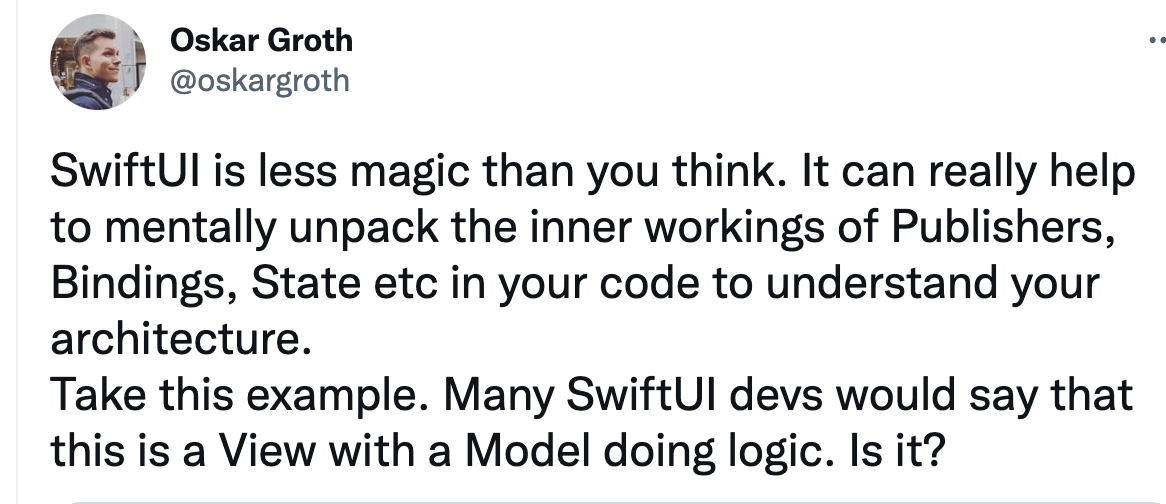 Oskar Groth
@oskargroth
SwiftUI is less magic than you think. It can really help
to mentally unpack the inner workings of Publishers,
Bindings, State etc in your code to understand your
architecture.
Take this example. Many SwiftUI devs would say that
this is a View with a Model doing logic. Is it?